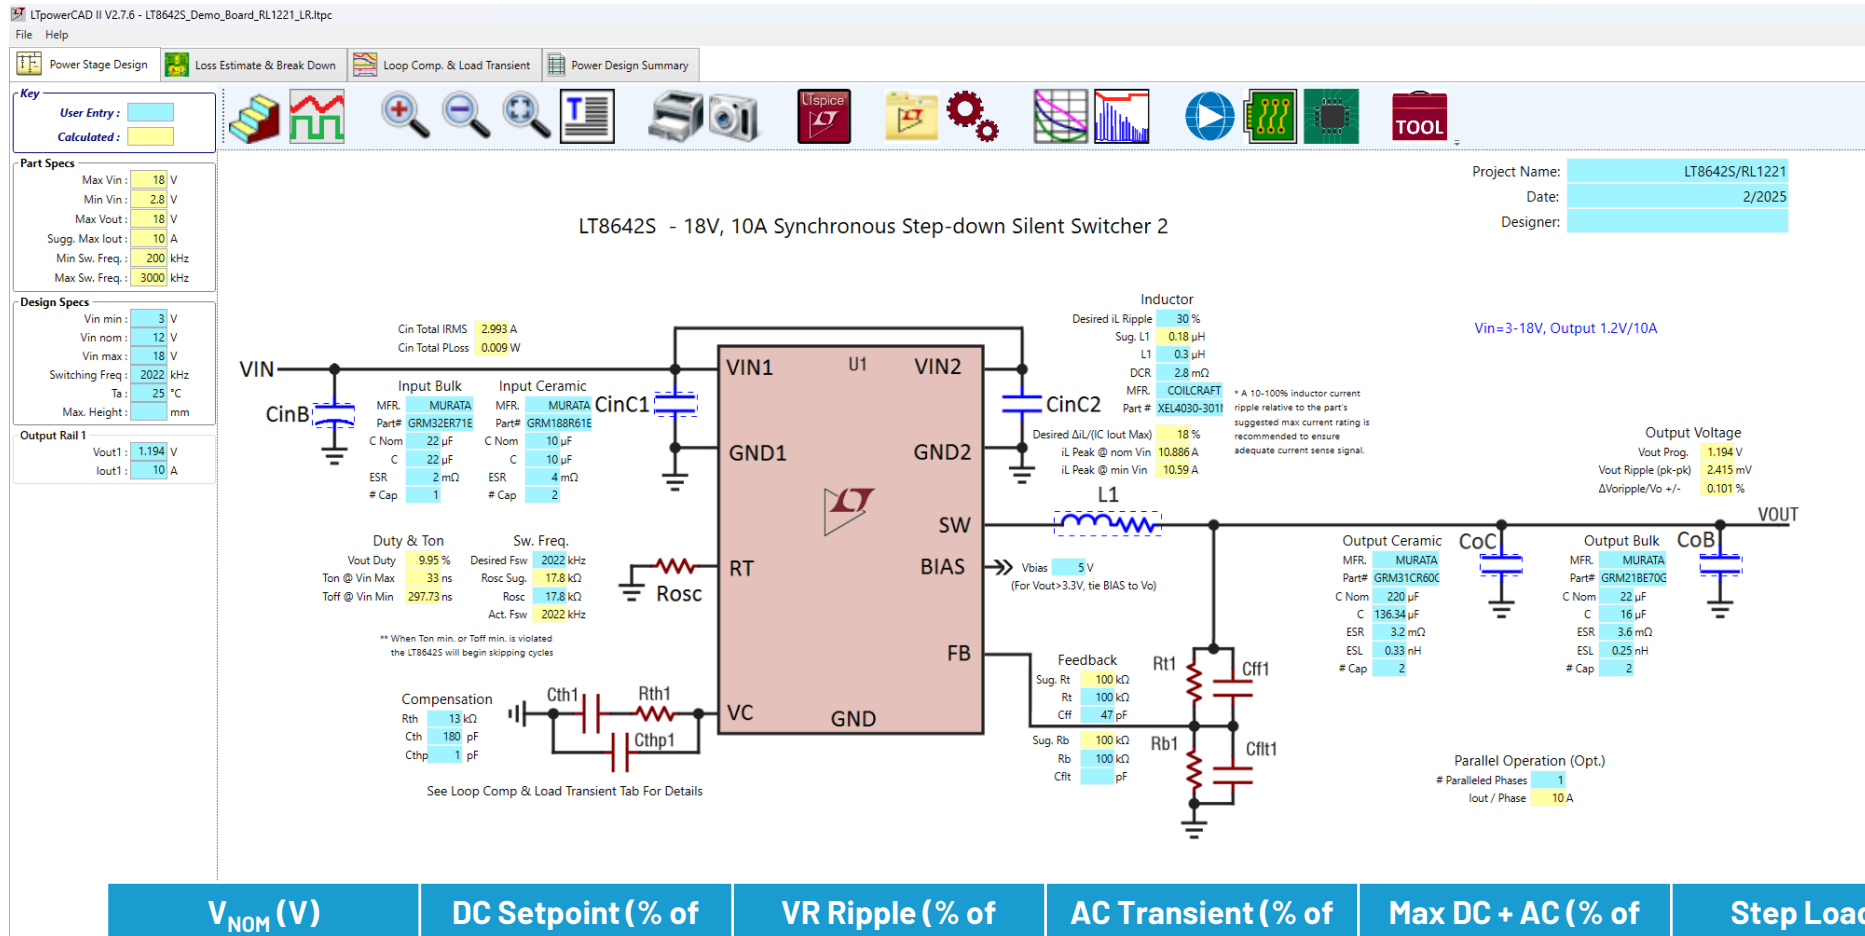 LTpowerCAD II V2.7.6 - LT8642S_Demo_Board_RL1221_LR.ltpc
File Help
Power Stage Design
Loss Estimate & Break Down
Loop Comp. & Load Transient
Power Design Summary
Key
User Entry :
Calculated :
T
LTspice
TOOL
Part Specs
Max Vin : 18 V
Min Vin : 2.8 V
Max Vout : 18 V
Sugg. Max Iout : 10 A
Min Sw. Freq. : 200 kHz
Max Sw. Freq. : 3000 kHz
Design Specs
Vin min : 3 V
Vin nom : 12 V
Vin max : 18 V
Switching Freq : 2022 kHz
Ta : 25 °C
Max. Height : mm
Output Rail 1
Vout1 : 1.194 V
Iout1 : 10 A
Project Name: LT8642S/RL1221
Date: 2/2025
Designer:
LT8642S - 18V, 10A Synchronous Step-down Silent Switcher 2
Vin=3-18V, Output 1.2V/10A
Cin Total IRMS 2.993 A
Cin Total PLoss 0.009 W
VIN
CinB
Input Bulk
MFR. MURATA
Part# GRM32ER71E
C Nom 22 µF
C 22 µF
ESR 2 mΩ
# Cap 1
Input Ceramic
MFR. MURATA
Part# GRM188R61E
C Nom 10 µF
C 10 µF
ESR 4 mΩ
# Cap 2
CinC1
VIN1 U1 VIN2
GND1 GND2
SW
RT BIAS
FB
VC GND
CinC2
Inductor
Desired iL Ripple 30 %
Sug. L1 0.18 µH
L1 0.3 µH
DCR 2.8 mΩ
MFR. COILCRAFT
Part # XEL4030-301
* A 10-100% inductor current
ripple relative to the part's
suggested max current rating is
recommended to ensure
adequate current sense signal.
Desired ΔiL/(IC Iout Max) 18 %
iL Peak @ nom Vin 10.886 A
iL Peak @ min Vin 10.59 A
L1
Output Voltage
Vout Prog. 1.194 V
Vout Ripple (pk-pk) 2.415 mV
ΔVoripple/Vo +/- 0.101 %
VOUT
Duty & Ton
Vout Duty 9.95 %
Ton @ Vin Max 33 ns
Toff @ Vin Min 297.73 ns
Sw. Freq.
Desired Fsw 2022 kHz
Rosc Sug. 17.8 kΩ
Rosc 17.8 kΩ
Act. Fsw 2022 kHz
Rosc
** When Ton min. or Toff min. is violated
the LT8642S will begin skipping cycles
Vbias 5 V
(For Vout>3.3V, tie BIAS to Vo)
Output Ceramic
MFR. MURATA
Part# GRM31CR60G
C Nom 220 µF
C 136.34 µF
ESR 3.2 mΩ
ESL 0.33 nH
# Cap 2
CoC
Output Bulk
MFR. MURATA
Part# GRM21BE70G
C Nom 22 µF
C 16 µF
ESR 3.6 mΩ
ESL 0.25 nH
# Cap 2
CoB
Compensation
Rth 13 kΩ
Cth 180 pF
Cthp 1 pF
Cth1 Rth1
Cthp1
See Loop Comp & Load Transient Tab For Details
Feedback
Sug. Rt 100 kΩ
Rt 100 kΩ
Cff 47 pF
Sug. Rb 100 kΩ
Rb 100 kΩ
Cflt pF
Rt1 Cff1
Rb1 Cflt1
Parallel Operation (Opt.)
# Paralleled Phases 1
Iout / Phase 10 A
VNOM (V) DC Setpoint (% of VR Ripple (% of AC Transient (% of Max DC + AC (% of Step Load